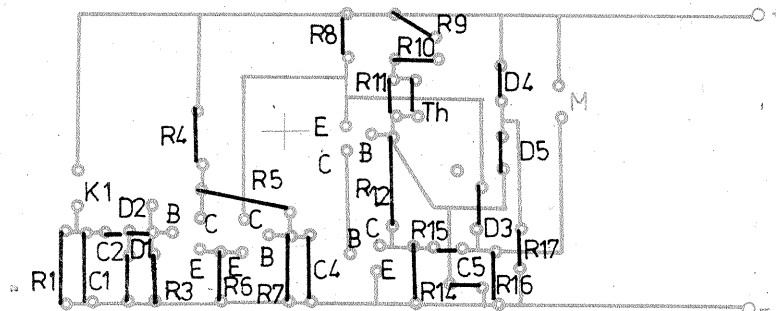 R8 R9
R10
R11 D4
M
Th
R4 E
B
C D5
R5 R12
K1
D2 B C C
C2 D1 B B C R15 D3 R17
E E C4 E C5
R1 C1 R3 R6 R7 R14 R16